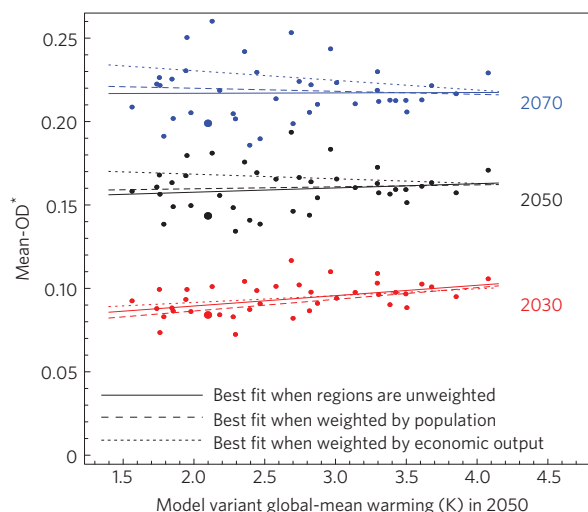 0.25
0.20
0.15
0.10
0.05
0
Mean-OD*
2070
2050
2030
Best fit when regions are unweighted
Best fit when weighted by population
Best fit when weighted by economic output
1.5 2.0 2.5 3.0 3.5 4.0 4.5
Model variant global-mean warming (K) in 2050